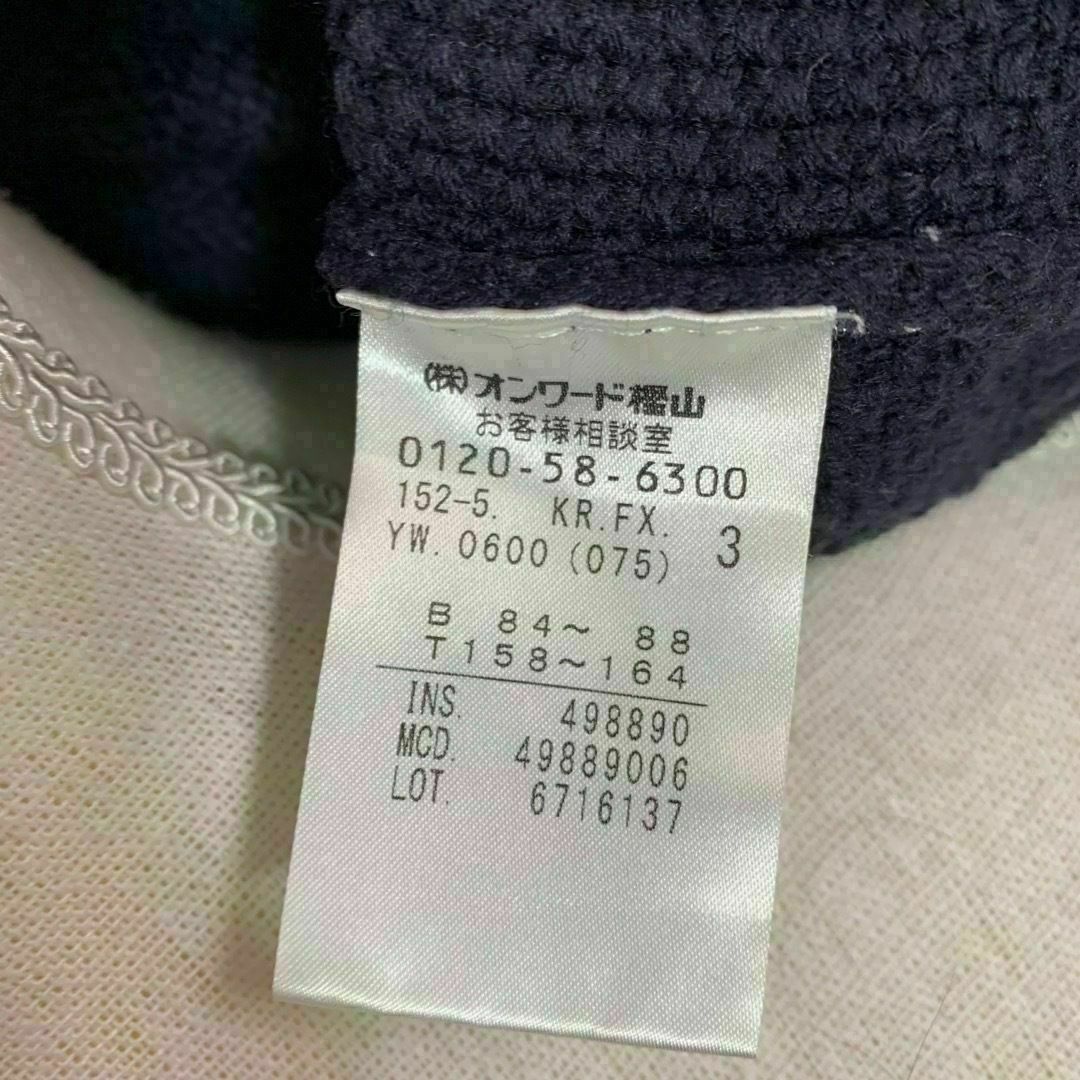 (株)オンワード樫山
お客様相談室
0120-58-6300
152-5. KR.FX. 3
YW. 0600 (075)
B 84～ 88
T 158～164
INS. 498890
MCD. 49889006
LOT. 6716137